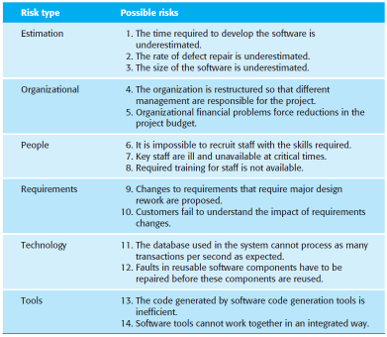 Risk type Possible risks
Estimation 1. The time required to develop the software is
underestimated.
2. The rate of defect repair is underestimated.
3. The size of the software is underestimated.
Organizational 4. The organization is restructured so that different
management are responsible for the project.
5. Organizational financial problems force reductions in the
project budget.
People 6. It is impossible to recruit staff with the skills required.
7. Key staff are ill and unavailable at critical times.
8. Required training for staff is not available.
Requirements 9. Changes to requirements that require major design
rework are proposed.
10. Customers fail to understand the impact of requirements
changes.
Technology 11. The database used in the system cannot process as many
transactions per second as expected.
12. Faults in reusable software components have to be
repaired before these components are reused.
Tools 13. The code generated by software code generation tools is
inefficient.
14. Software tools cannot work together in an integrated way.